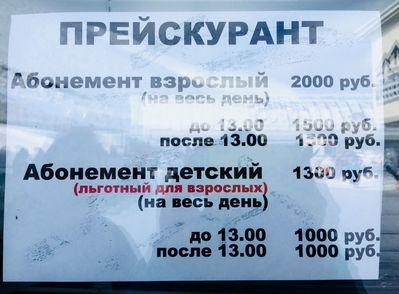 ПРЕЙСКУРАНТ
Абонемент взрослый 2000 руб.
(на весь день)
до 13.00 1500 руб.
после 13.00 1300 руб.
Абонемент детский 1300 руб.
(льготный для взрослых)
(на весь день)
до 13.00 1000 руб.
после 13.00 1000 руб.